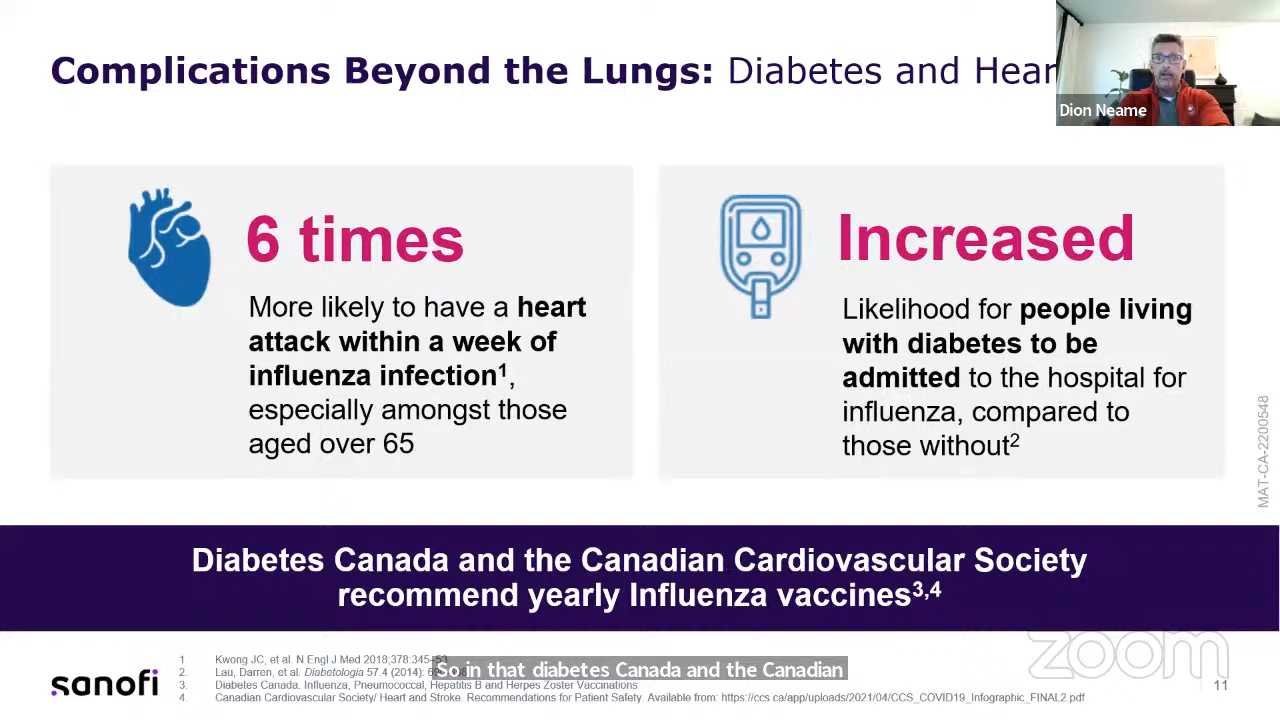 Complications Beyond the Lungs: Diabetes and Hear
Dion Neame
6 times
More likely to have a heart
attack within a week of
influenza infection¹,
especially amongst those
aged over 65
Increased
Likelihood for people living
with diabetes to be
admitted to the hospital for
influenza, compared to
those without²
MAT-CA-2200548
Diabetes Canada and the Canadian Cardiovascular Society
recommend yearly Influenza vaccines³,⁴
zoom
sanofi
1 Kwong JC, et al. N Engl J Med 2018;378:345-53
2. Lau, Darren, et al. Diabetologia 57.4 (2014):
So in that diabetes Canada and the Canadian
3. Diabetes Canada. Influenza, Pneumococcal, Hepatitis B and Herpes Zoster Vaccinations
4. Canadian Cardiovascular Society/ Heart and Stroke. Recommendations for Patient Safety. Available from: https://ccs.ca/app/uploads/2021/04/CCS_COVID19_Infographic_FINAL2.pdf
11